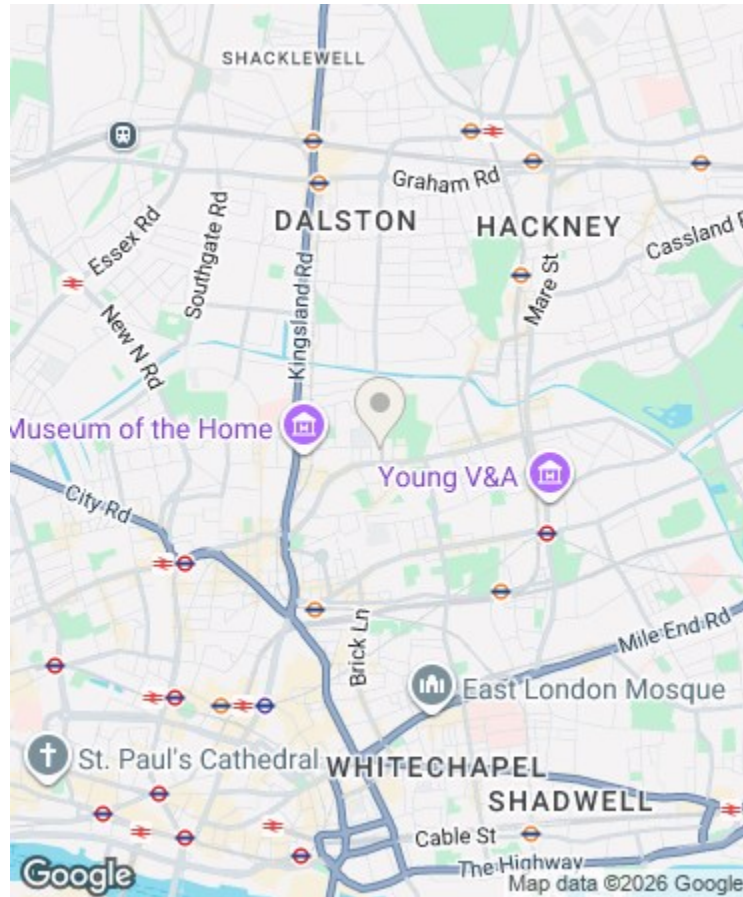 SHACKLEWELL
Graham Rd
DALSTON
HACKNEY
Essex Rd
Southgate Rd
Cassland
Mare St
Kingsland Rd
New N Rd
Museum of the Home
Young V&A
City Rd
Brick Ln
Mile End Rd
East London Mosque
St. Paul's Cathedral
WHITECHAPEL
SHADWELL
Cable St
The Highway
Google
Map data ©2026 Google